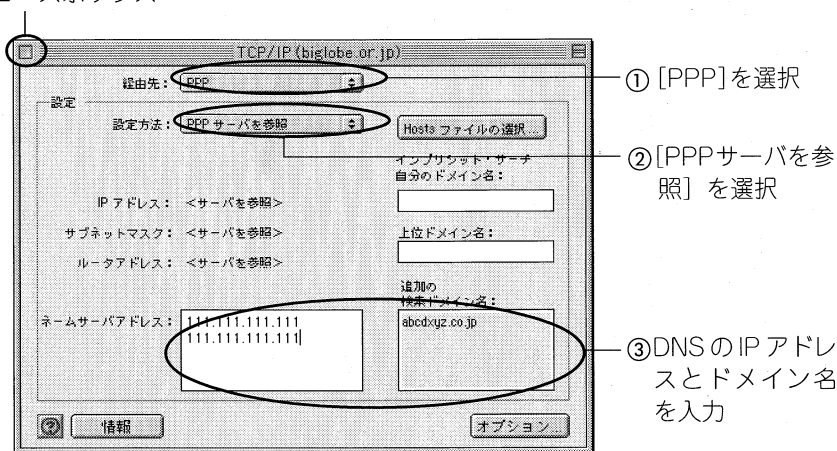 TCP/IP (biglobe.or.jp)
経由先： PPP
① [PPP]を選択
設定
設定方法： PPP サーバを参照
Hosts ファイルの選択...
②[PPPサーバを参
照］を選択
インプリシット・サーチ
自分のドメイン名：
IP アドレス： <サーバを参照>
サブネットマスク： <サーバを参照>
上位ドメイン名：
ルータアドレス： <サーバを参照>
追加の
検索ドメイン名：
ネームサーバアドレス： 111.111.111.111
111.111.111.111
abcdxyz.co.jp
③DNSのIPアドレ
スとドメイン名
を入力
?
情報
オプション...